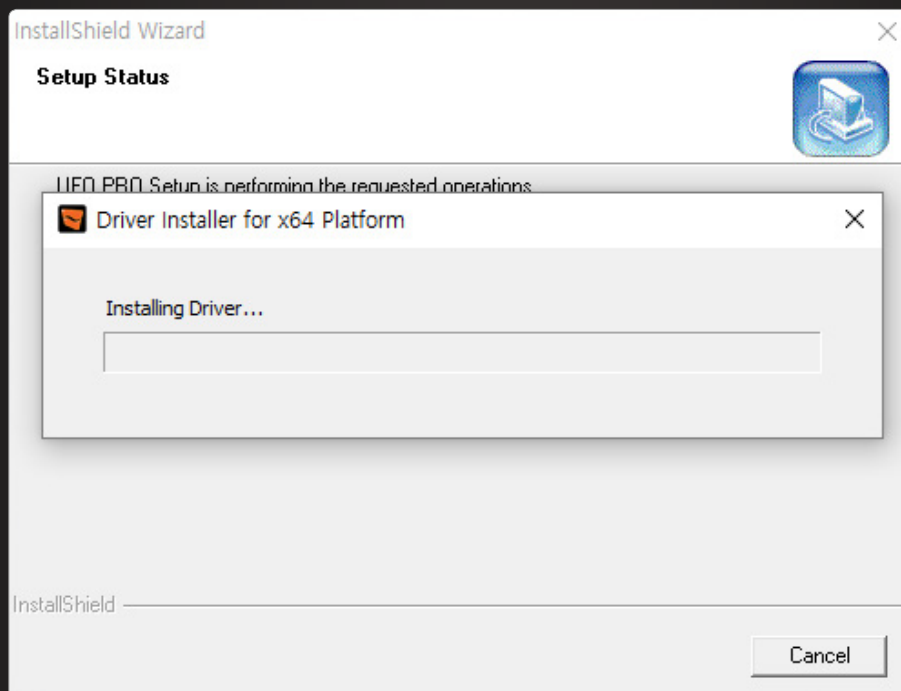 InstallShield Wizard
Setup Status
UFO PRO Setup is performing the requested operations
Driver Installer for x64 Platform
Installing Driver...
InstallShield
Cancel